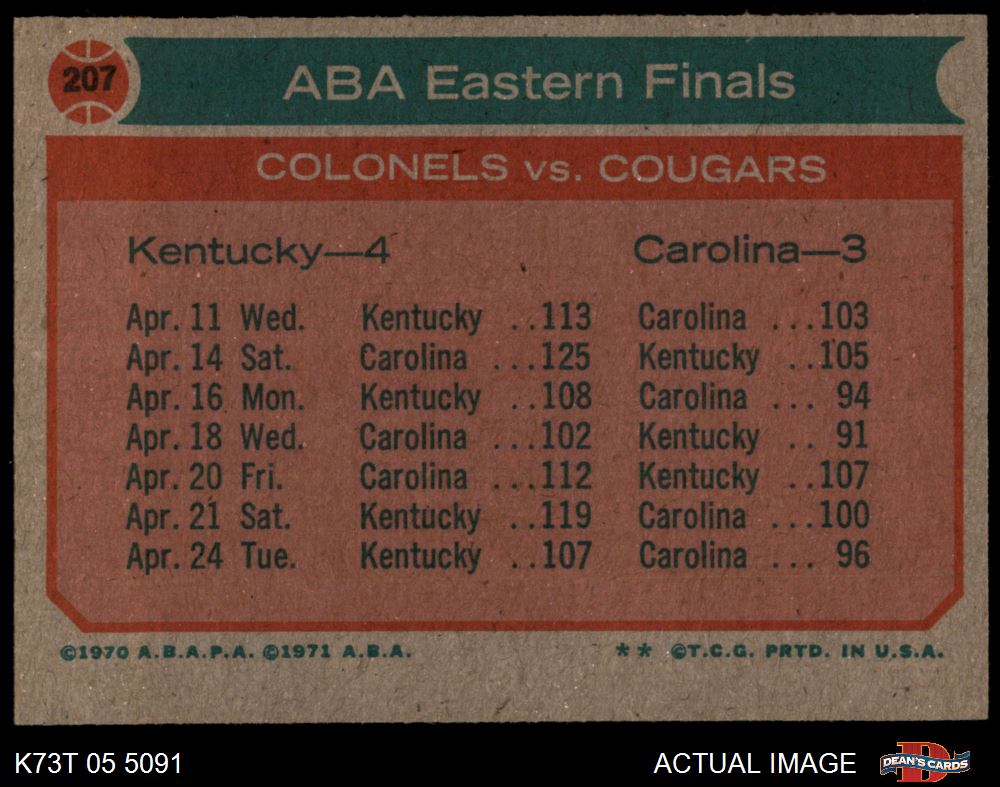 207
ABA Eastern Finals
COLONELS vs. COUGARS
Kentucky—4 Carolina—3
Apr. 11 Wed. Kentucky ..113 Carolina ...103
Apr. 14 Sat. Carolina ...125 Kentucky ..105
Apr. 16 Mon. Kentucky ..108 Carolina ... 94
Apr. 18 Wed. Carolina ...102 Kentucky .. 91
Apr. 20 Fri. Carolina ...112 Kentucky ..107
Apr. 21 Sat. Kentucky ..119 Carolina ...100
Apr. 24 Tue. Kentucky ..107 Carolina ... 96
©1970 A.B.A.P.A. ©1971 A.B.A. ** ©T.C.G. PRTD. IN U.S.A.
K73T 05 5091 ACTUAL IMAGE D DEAN'S CARDS